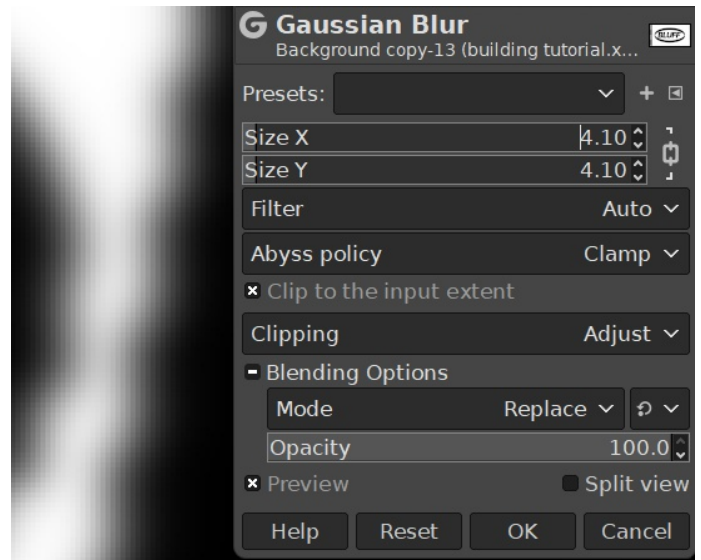 Gaussian Blur
Background copy-13 (building tutorial.x...
BLUFF
Presets:
Size X 4.10
Size Y 4.10
Filter Auto
Abyss policy Clamp
Clip to the input extent
Clipping Adjust
Blending Options
Mode Replace
Opacity 100.0
Preview Split view
Help Reset OK Cancel